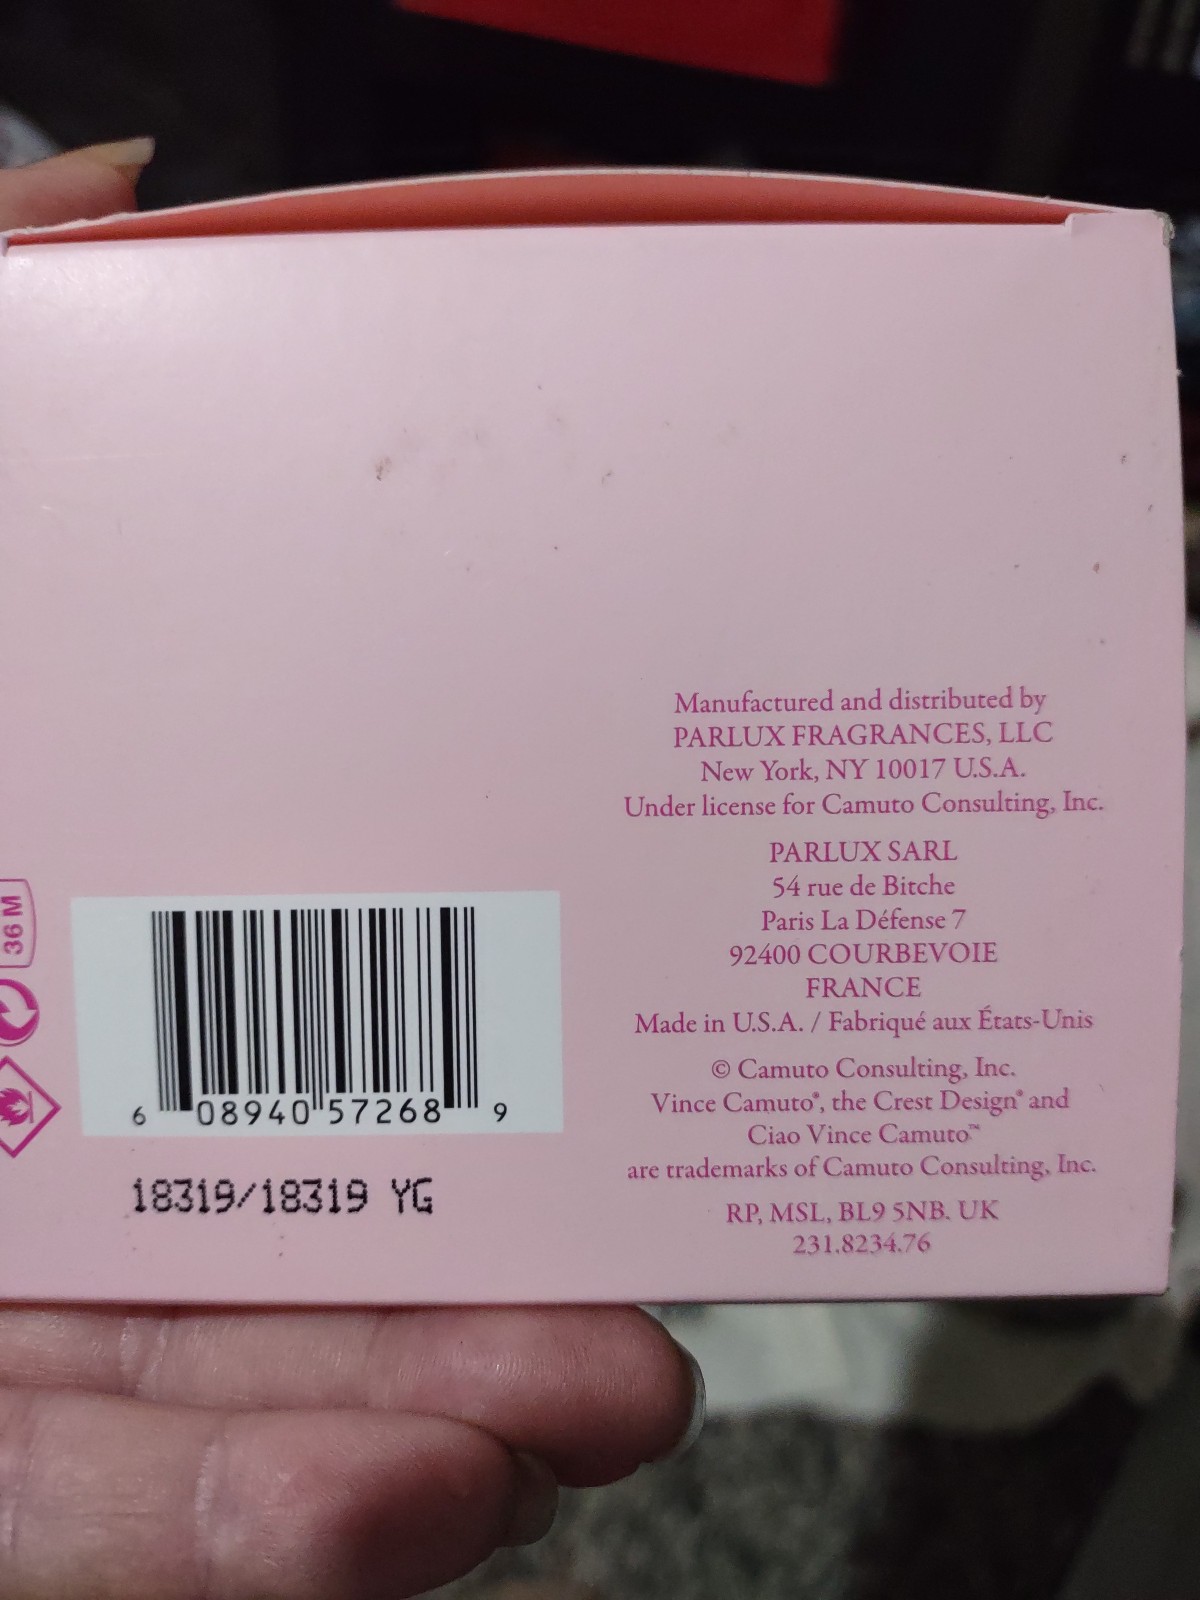 Manufactured and distributed by
PARLUX FRAGRANCES, LLC
New York, NY 10017 U.S.A.
Under license for Camuto Consulting, Inc.
PARLUX SARL
54 rue de Bitche
Paris La Défense 7
92400 COURBEVOIE
FRANCE
Made in U.S.A. / Fabriqué aux États-Unis
© Camuto Consulting, Inc.
Vince Camuto®, the Crest Design® and
Ciao Vince Camuto™
are trademarks of Camuto Consulting, Inc.
RP, MSL, BL9 5NB. UK
231.8234.76
36 M
6 08940 57268 9
18319/18319 YG